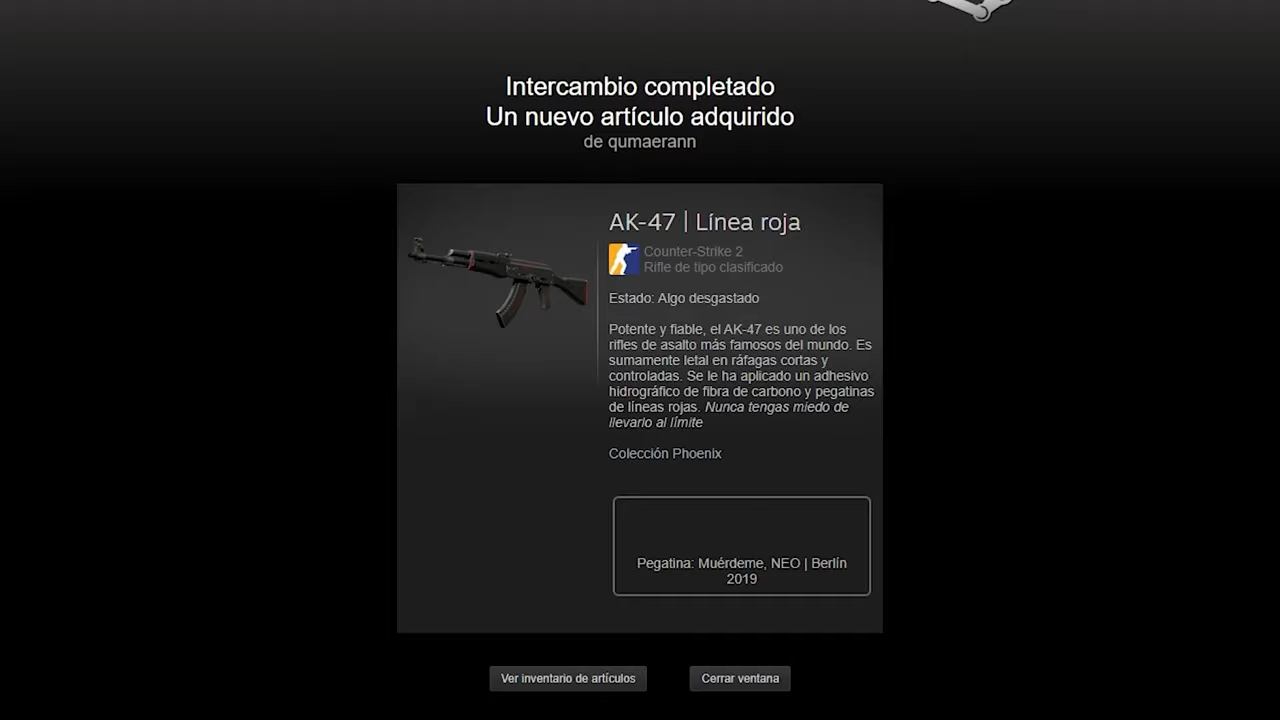 Intercambio completado
Un nuevo artículo adquirido
de qumaerann
AK-47 | Línea roja
Counter-Strike 2
Rifle de tipo clasificado
Estado: Algo desgastado
Potente y fiable, el AK-47 es uno de los
rifles de asalto más famosos del mundo. Es
sumamente letal en ráfagas cortas y
controladas. Se le ha aplicado un adhesivo
hidrográfico de fibra de carbono y pegatinas
de líneas rojas. Nunca tengas miedo de
llevarlo al límite
Colección Phoenix
Pegatina: Muérdeme, NEO | Berlín
2019
Ver inventario de artículos
Cerrar ventana